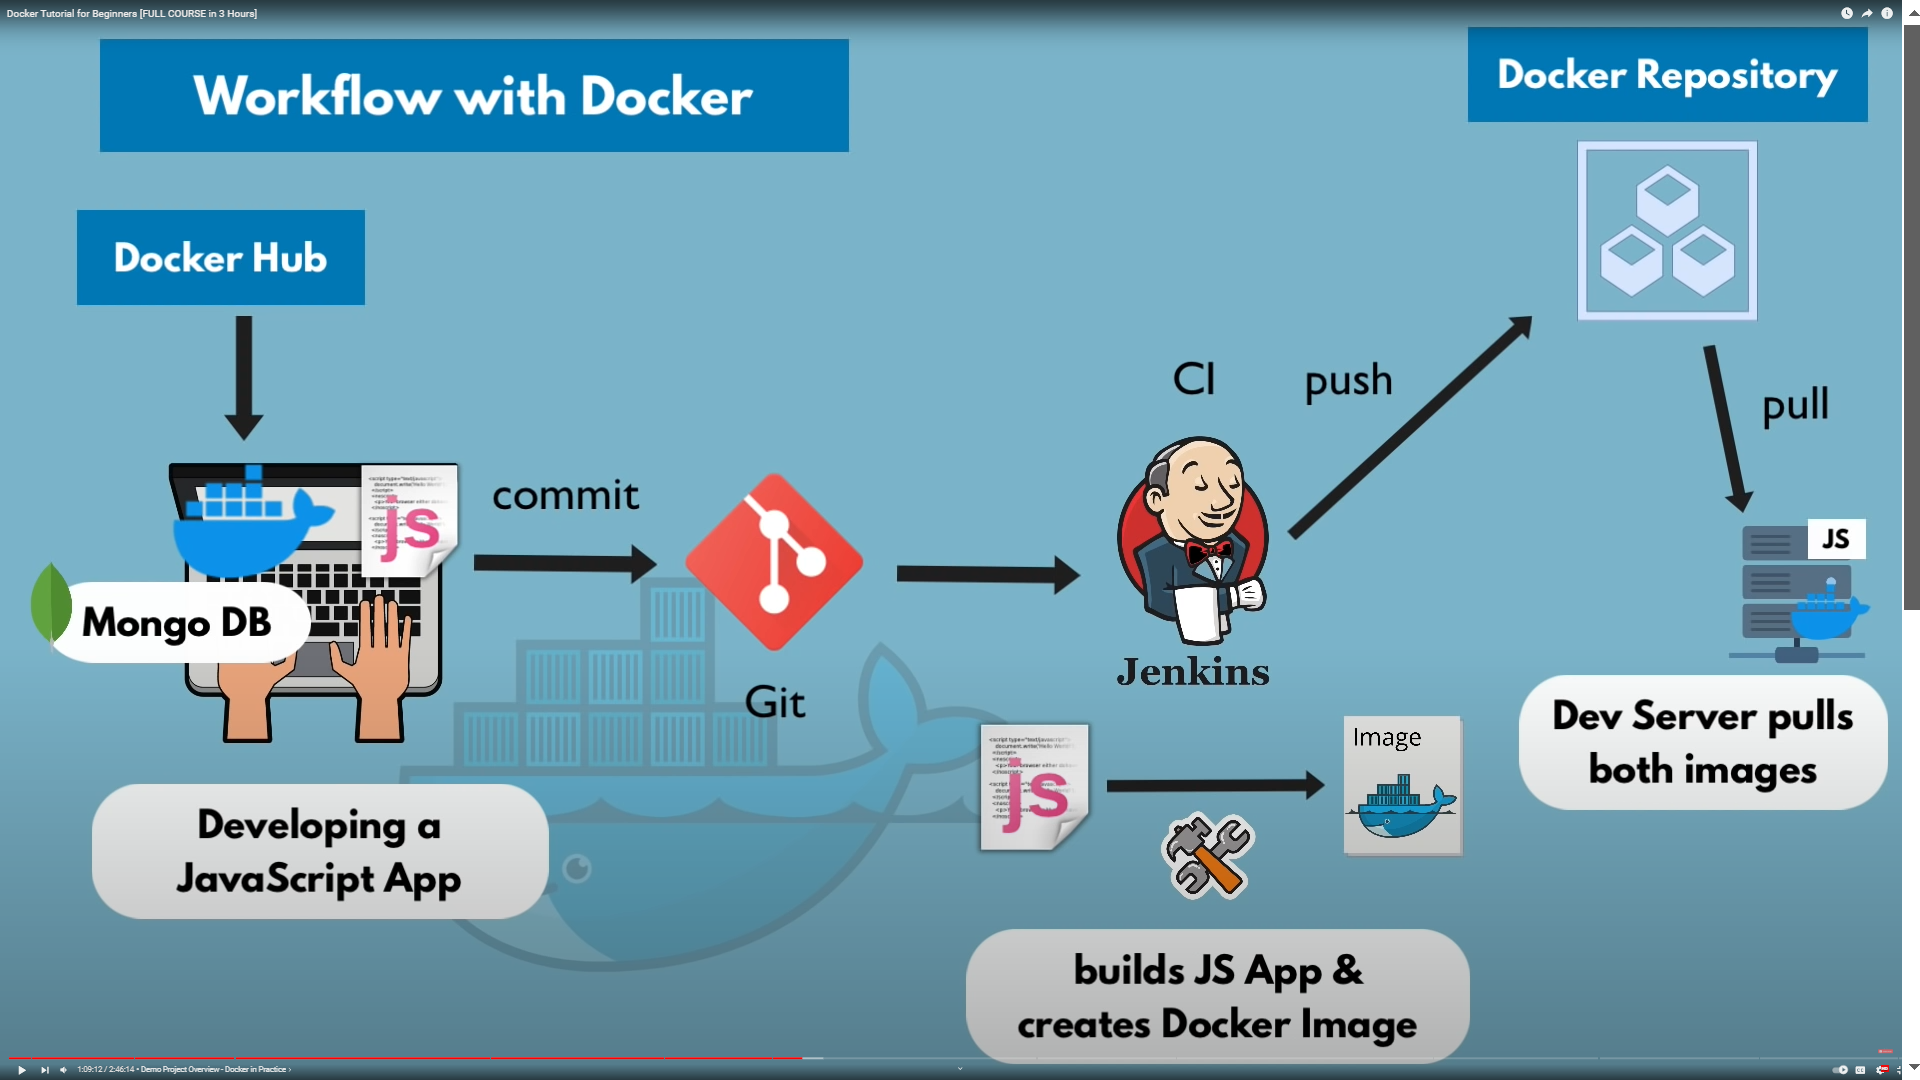 Docker Tutorial for Beginners [FULL COURSE in 3 Hours]
Workflow with Docker
Docker Repository
Docker Hub
CI
push
pull
commit
js
JS
Mongo DB
Jenkins
Git
Dev Server pulls
both images
Image
js
Developing a
JavaScript App
builds JS App &
creates Docker Image
1:09:12 / 2:46:14 • Demo Project Overview - Docker in Practice ›